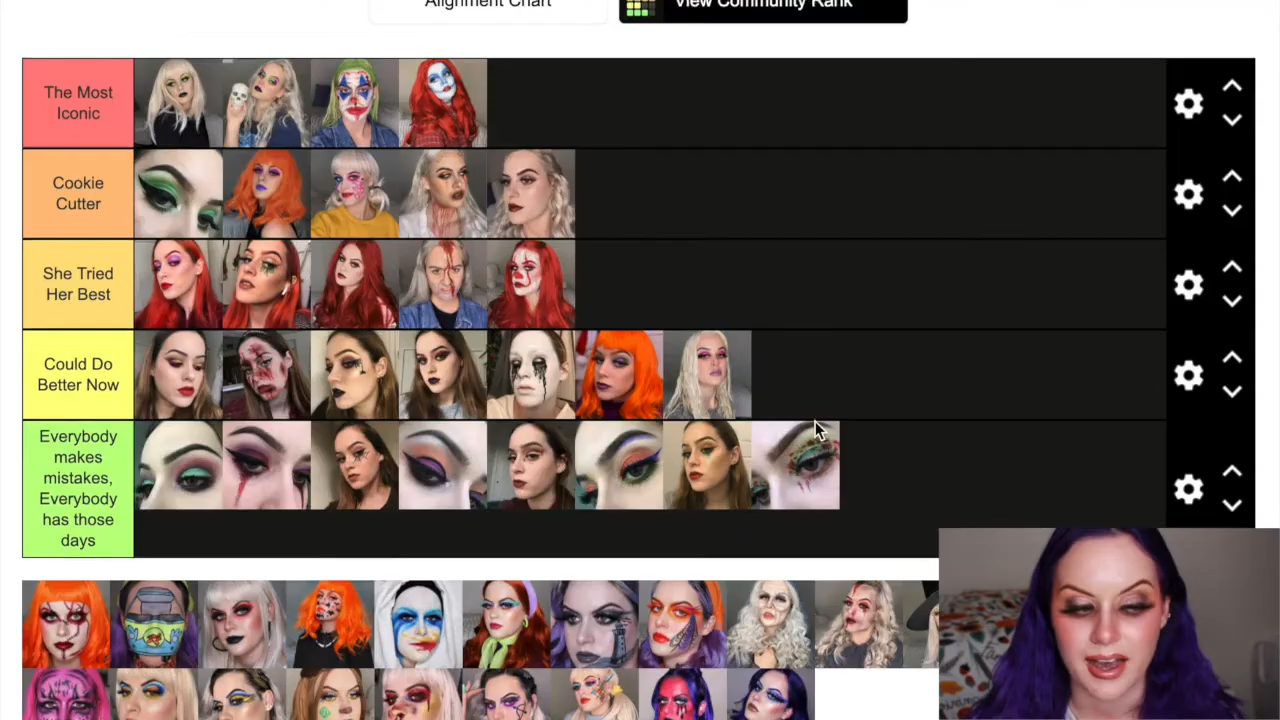 Alignment Chart
View Community Rank
The Most
Iconic
Cookie
Cutter
She Tried
Her Best
Could Do
Better Now
Everybody
makes
mistakes,
Everybody
has those
days